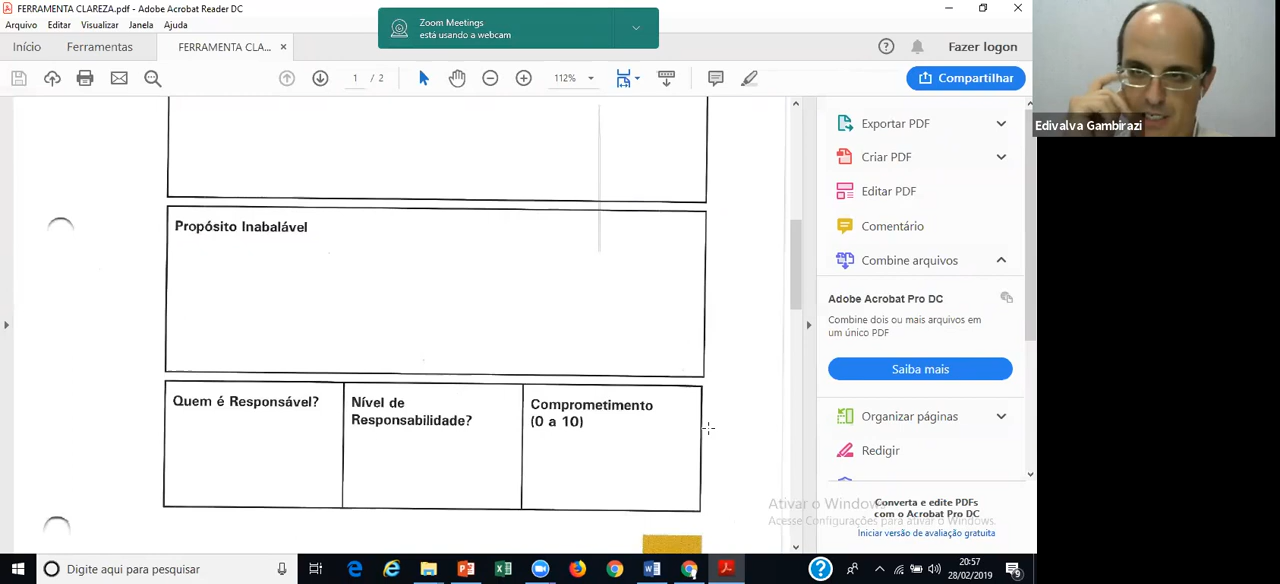 FERRAMENTA CLAREZA.pdf - Adobe Acrobat Reader DC
Arquivo Editar Visualizar Janela Ajuda
Zoom Meetings
está usando a webcam
Início Ferramentas FERRAMENTA CLA... × Fazer logon
1 / 2 112% Compartilhar
Edivalva Gambirazi
Exportar PDF
Criar PDF
Editar PDF
Comentário
Combine arquivos
Adobe Acrobat Pro DC
Combine dois ou mais arquivos em
um único PDF
Saiba mais
Organizar páginas
Redigir
Converta e edite PDFs
com o Acrobat Pro DC
Iniciar versão de avaliação gratuita
Propósito Inabalável
Quem é Responsável?
Nível de
Responsabilidade?
Comprometimento
(0 a 10)
Ativar o Windows
Acesse Configurações para ativar o Windows.
Digite aqui para pesquisar
20:57
28/02/2019
9